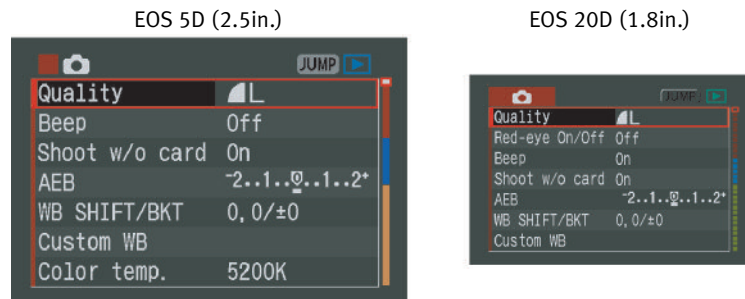 EOS 5D (2.5in.)
JUMP
Quality L
Beep Off
Shoot w/o card On
AEB -2..1..0..1..2+
WB SHIFT/BKT 0,0/±0
Custom WB
Color temp. 5200K
EOS 20D (1.8in.)
JUMP
Quality L
Red-eye On/Off Off
Beep On
Shoot w/o card On
AEB -2..1..0..1..2+
WB SHIFT/BKT 0,0/±0
Custom WB